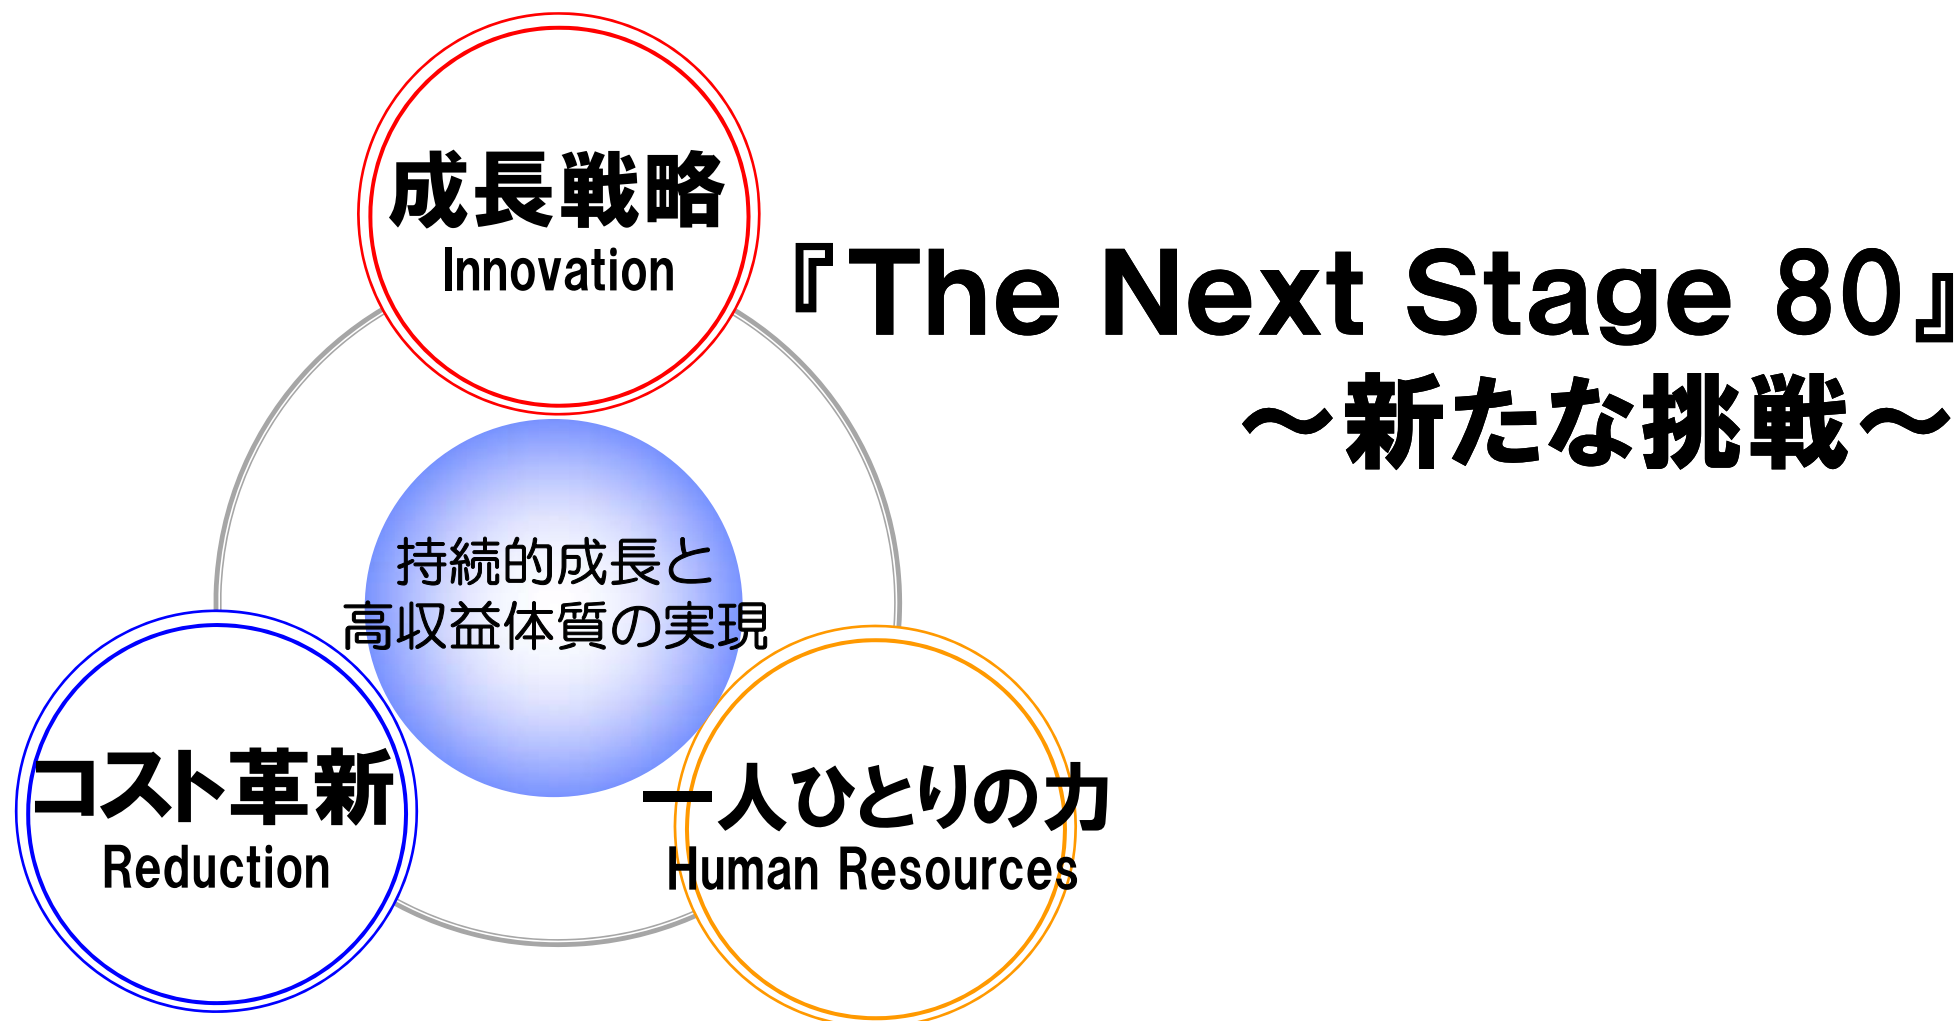 成長戦略
Innovation
『The Next Stage 80』
～新たな挑戦～
持続的成長と
高収益体質の実現
コスト革新
Reduction
一人ひとりの力
Human Resources